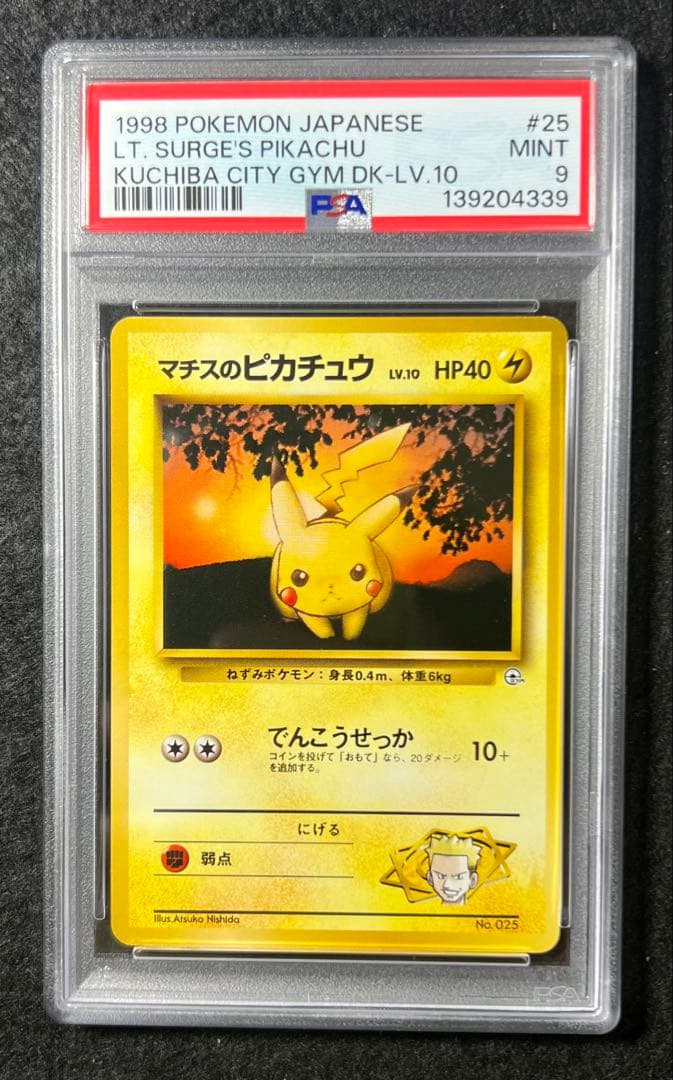 1998 POKEMON JAPANESE #25
LT. SURGE'S PIKACHU MINT
KUCHIBA CITY GYM DK-LV.10 9
PSA 139204339
マチスのピカチュウ LV.10 HP40
ねずみポケモン：身長0.4m、体重6kg
でんこうせっか 10+
コインを投げて「おもて」なら、20ダメージ
を追加する。
にげる
弱点
Illus.Atsuko Nishida No. 025
PSA